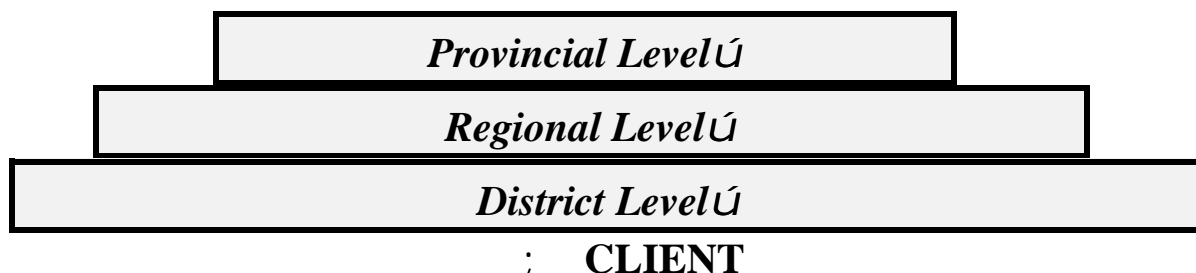 Provincial Levelú
Regional Levelú
District Levelú
; CLIENT